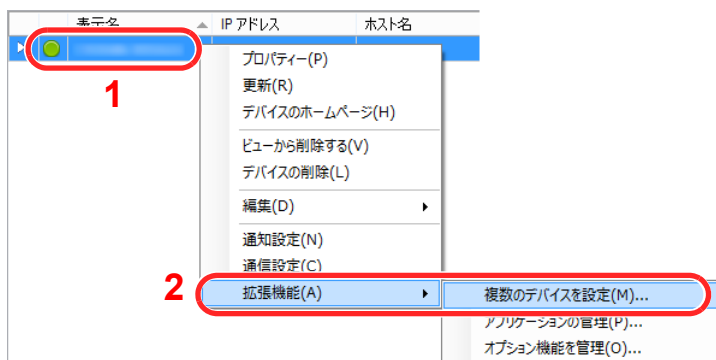 表示名 IP アドレス ホスト名
1
プロパティー(P)
更新(R)
デバイスのホームページ(H)
ビューから削除する(V)
デバイスの削除(L)
編集(D)
通知設定(N)
通信設定(C)
2
拡張機能(A)
複数のデバイスを設定(M)...
アプリケーションの管理(P)...
オプション機能を管理(O)...